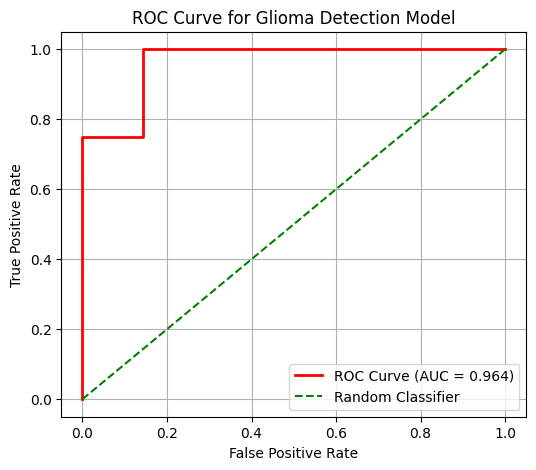 ROC Curve for Glioma Detection Model
True Positive Rate
1.0
0.8
0.6
0.4
0.2
0.0
0.0 0.2 0.4 0.6 0.8 1.0
False Positive Rate
ROC Curve (AUC = 0.964)
Random Classifier